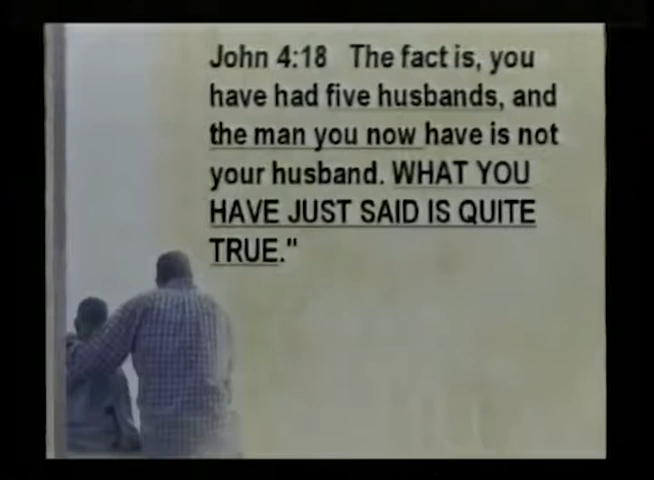 John 4:18 The fact is, you
have had five husbands, and
the man you now have is not
your husband. WHAT YOU
HAVE JUST SAID IS QUITE
TRUE."